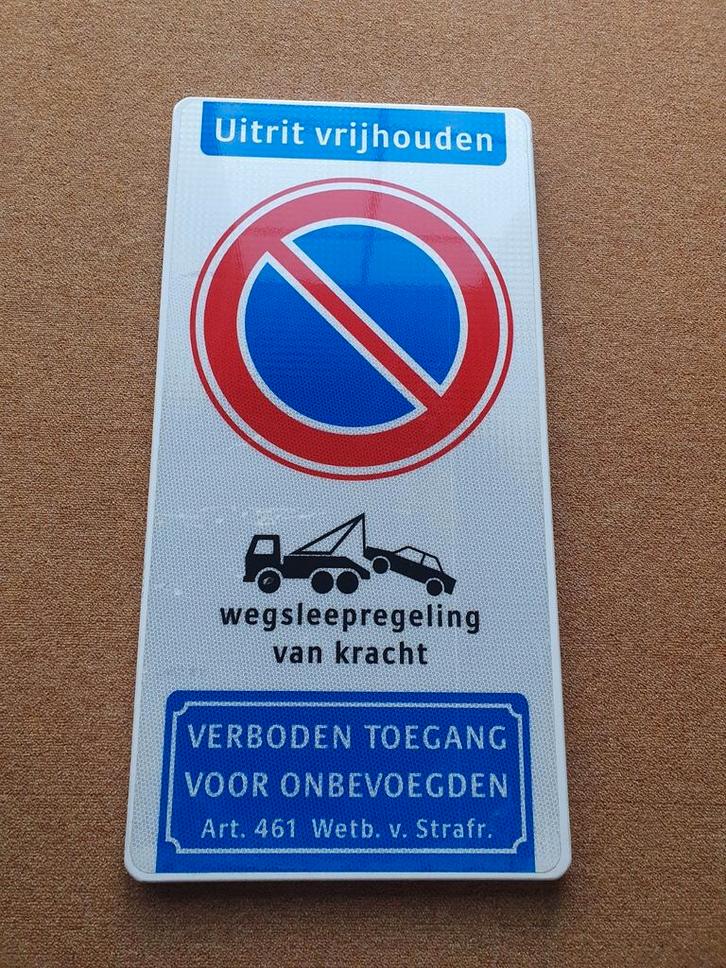 Uitrit vrijhouden
wegsleepregeling
van kracht
VERBODEN TOEGANG
VOOR ONBEVOEGDEN
Art. 461 Wetb. v. Strafr.